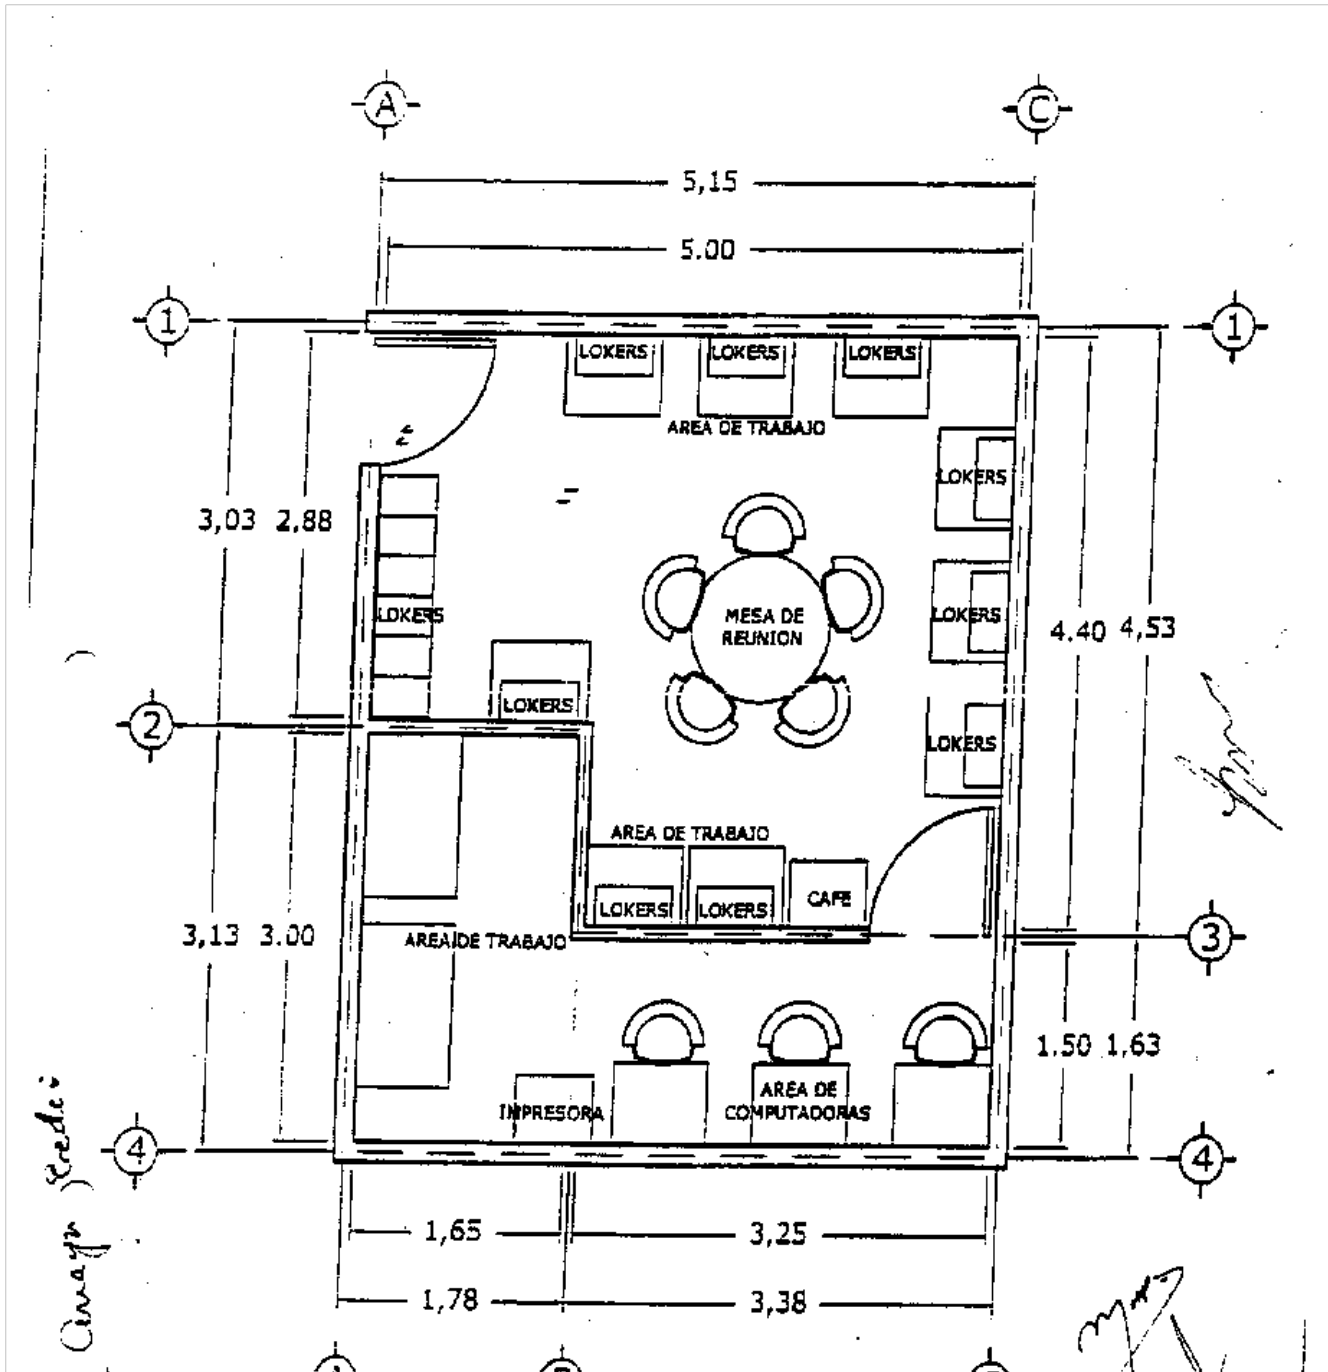 A C
5,15
5.00
1 1
LOKERS LOKERS LOKERS
AREA DE TRABAJO
LOKERS
3,03 2,88
LOKERS
MESA DE
REUNION
LOKERS
4.40 4,53
LOKERS
2
LOKERS
AREA DE TRABAJO
CAFE
LOKERS LOKERS
3,13 3.00
AREA DE TRABAJO
3
1.50 1,63
IMPRESORA
AREA DE
COMPUTADORAS
4 4
1,65 3,25
1,78 3,38